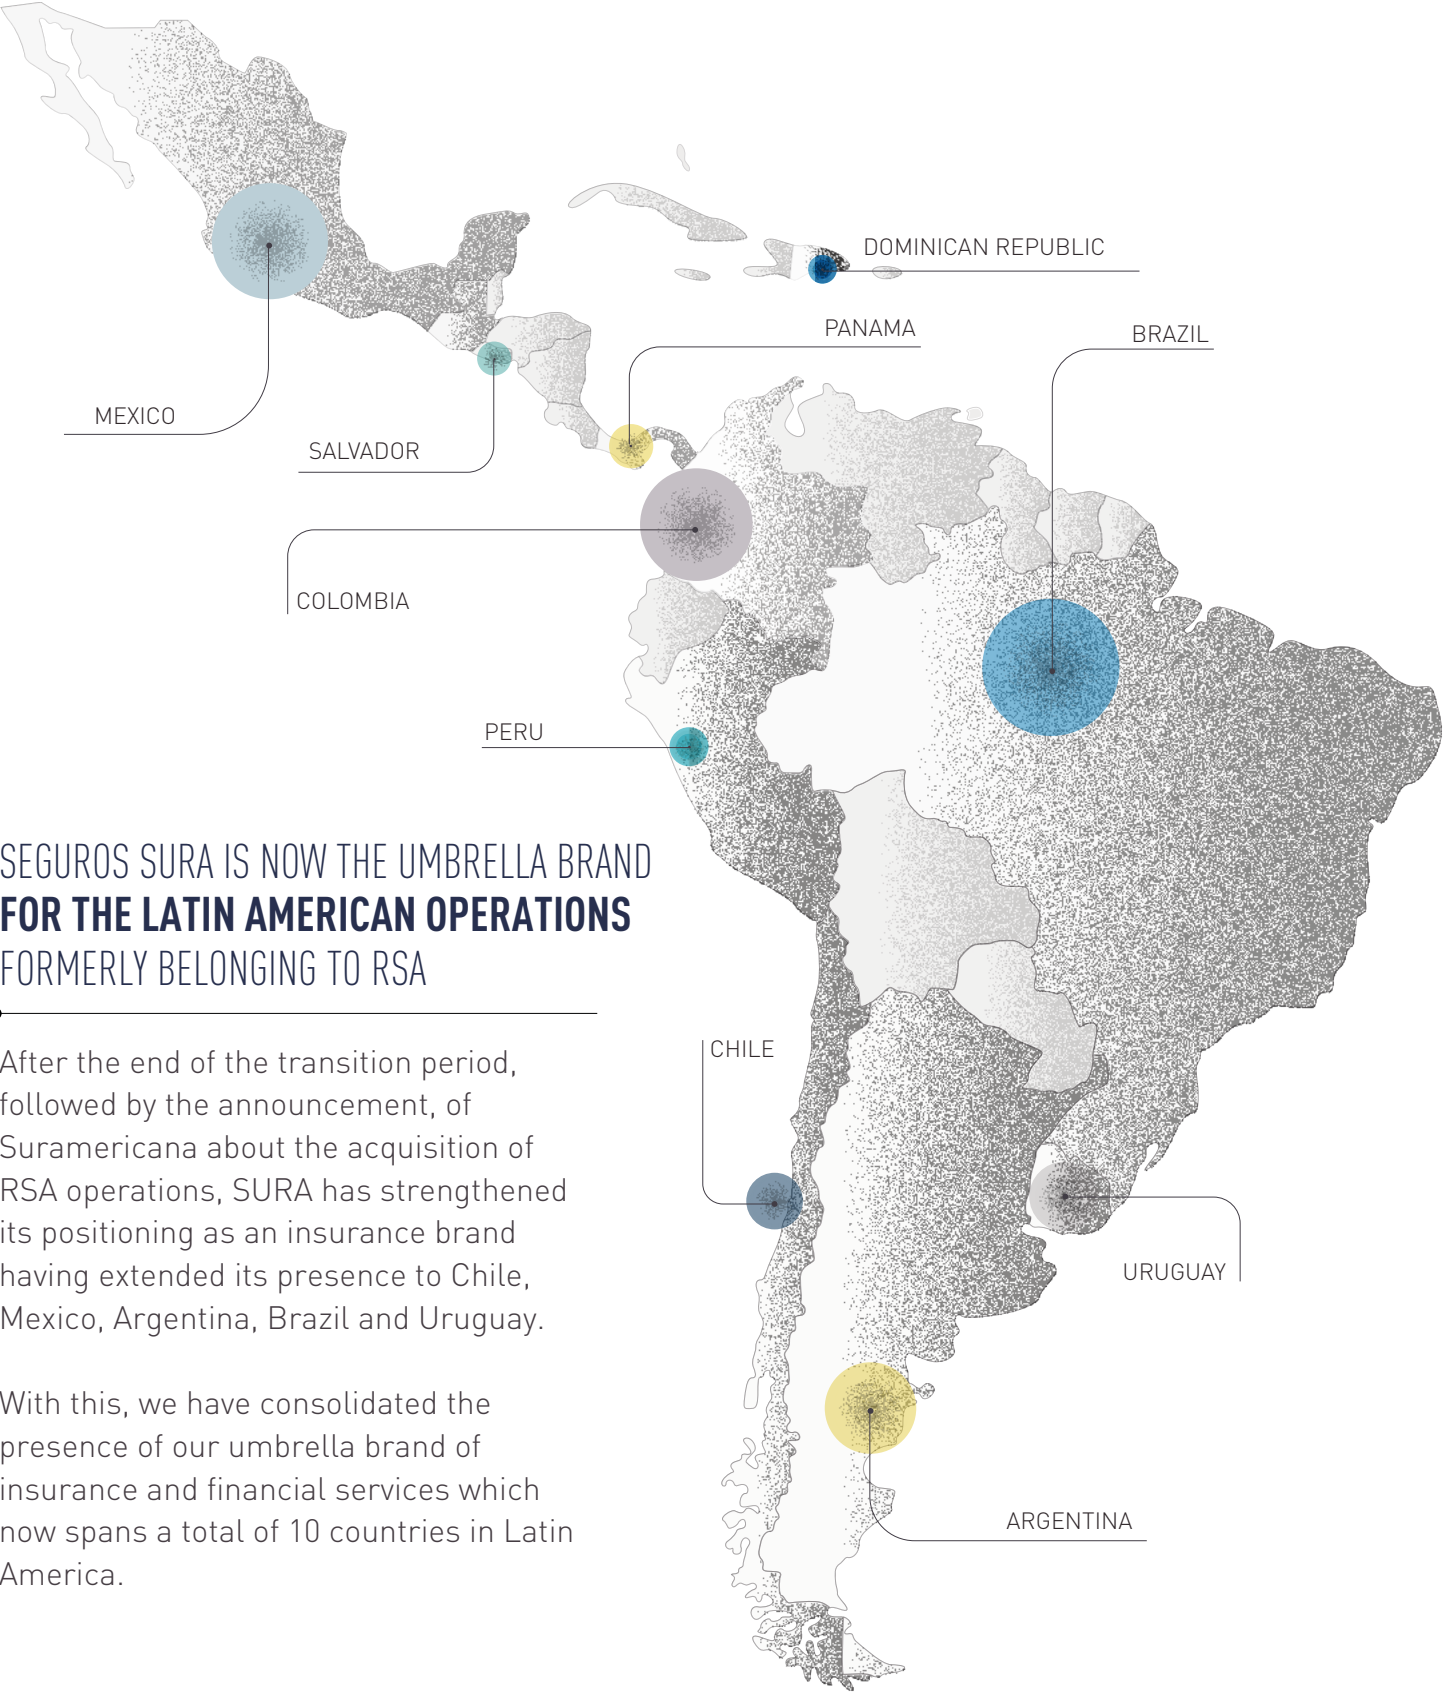 DOMINICAN REPUBLIC
PANAMA
BRAZIL
MEXICO
SALVADOR
COLOMBIA
PERU
SEGUROS SURA IS NOW THE UMBRELLA BRAND
FOR THE LATIN AMERICAN OPERATIONS
FORMERLY BELONGING TO RSA
After the end of the transition period,
followed by the announcement, of
Suramericana about the acquisition of
RSA operations, SURA has strengthened
its positioning as an insurance brand
having extended its presence to Chile,
Mexico, Argentina, Brazil and Uruguay.
With this, we have consolidated the
presence of our umbrella brand of
insurance and financial services which
now spans a total of 10 countries in Latin
America.
CHILE
URUGUAY
ARGENTINA